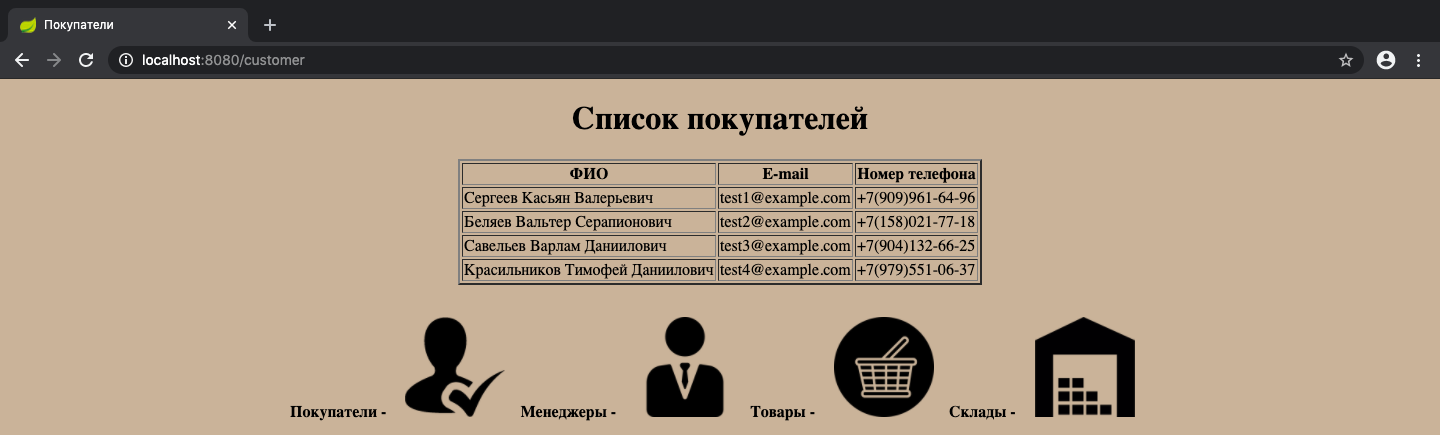 Покупатели
localhost:8080/customer
Список покупателей
ФИО E-mail Номер телефона
Сергеев Касьян Валерьевич test1@example.com +7(909)961-64-96
Беляев Вальтер Серапионович test2@example.com +7(158)021-77-18
Савельев Варлам Даниилович test3@example.com +7(904)132-66-25
Красильников Тимофей Даниилович test4@example.com +7(979)551-06-37
Покупатели - Менеджеры - Товары - Склады -